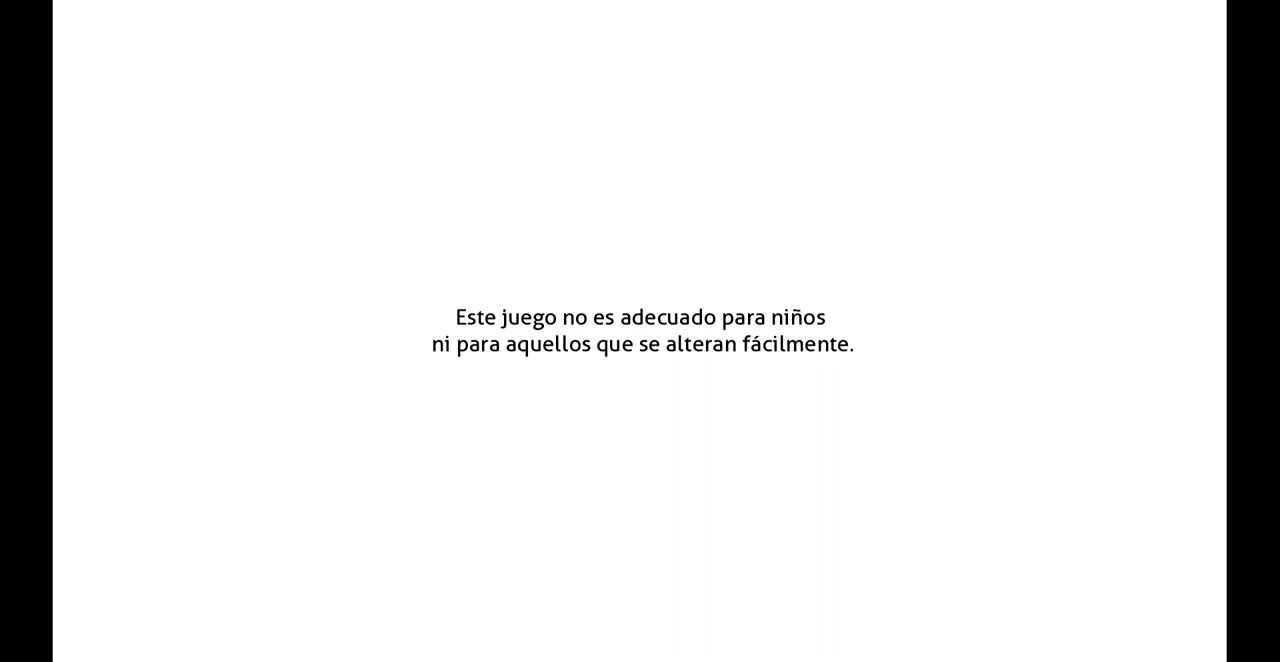 Este juego no es adecuado para niños
ni para aquellos que se alteran fácilmente.